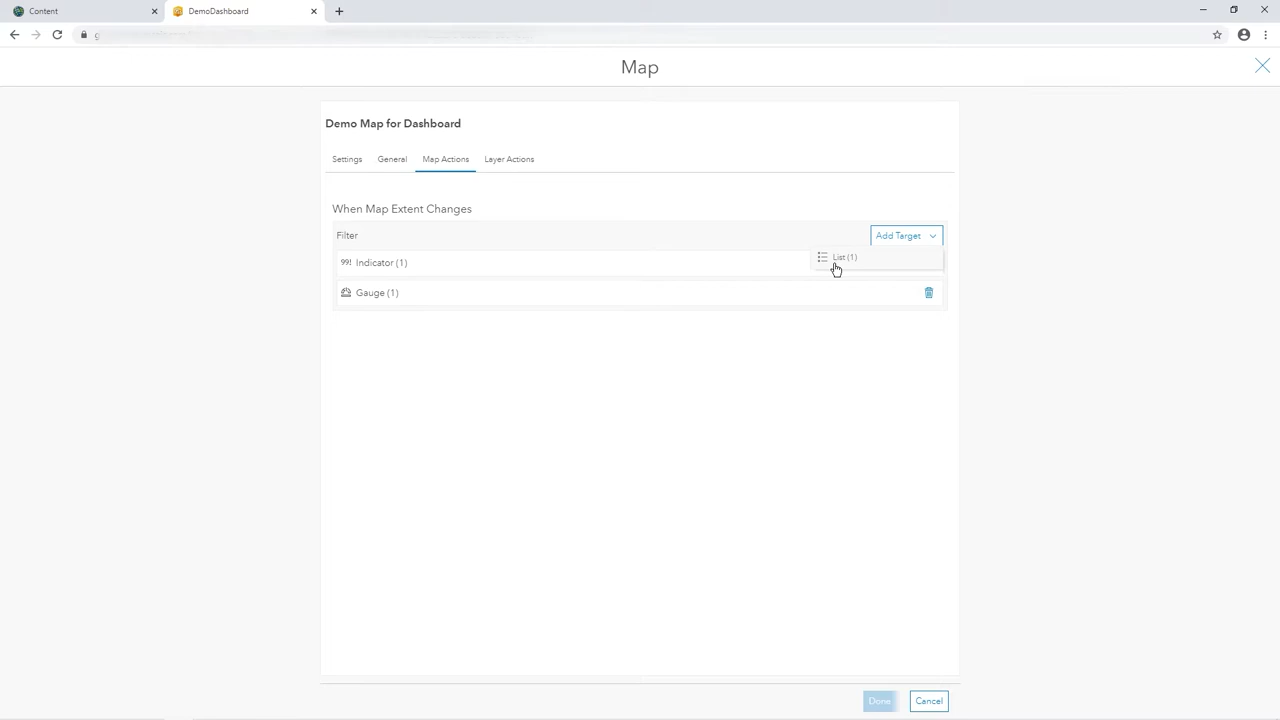 Content
DemoDashboard
Map
Demo Map for Dashboard
Settings General Map Actions Layer Actions
When Map Extent Changes
Filter
Add Target
List (1)
99! Indicator (1)
Gauge (1)
Done Cancel